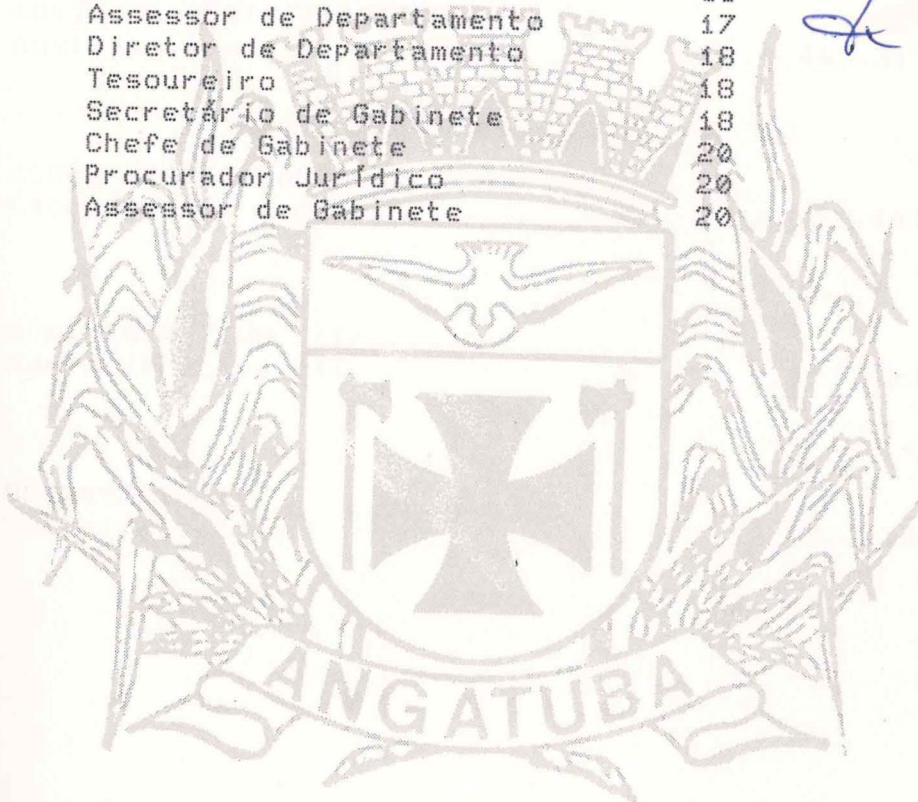 Assessor de Departamento 17
Diretor de Departamento 18
Tesoureiro 18
Secretário de Gabinete 18
Chefe de Gabinete 20
Procurador Jurídico 20
Assessor de Gabinete 20
ANGATUBA